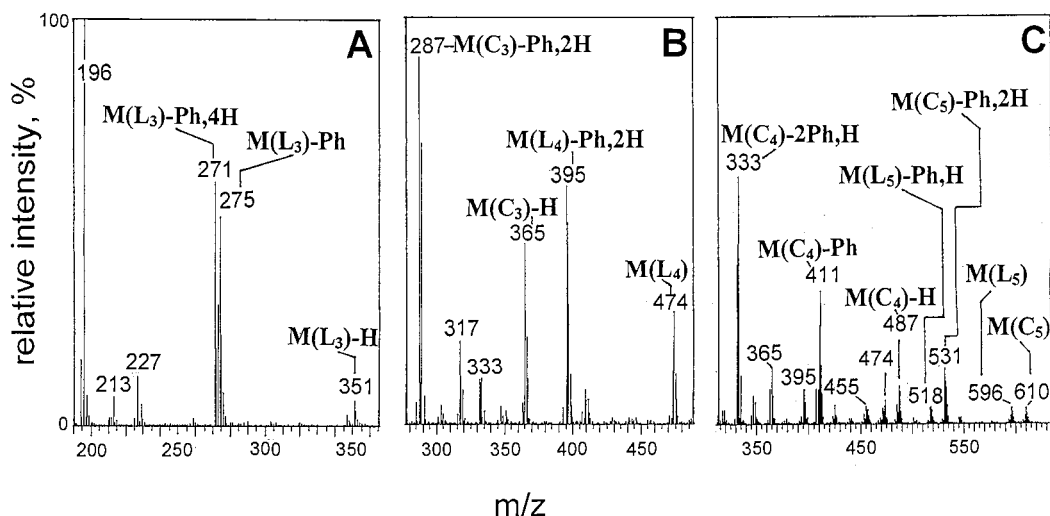 relative intensity, %
100
0
A
196
M(L₃)-Ph,4H
M(L₃)-Ph
271
275
M(L₃)-H
351
213
227
200
250
300
350
B
287-M(C₃)-Ph,2H
M(L₄)-Ph,2H
395
M(C₃)-H
365
M(L₄)
474
317
333
300
350
400
450
C
M(C₅)-Ph,2H
M(C₄)-2Ph,H
333
M(L₅)-Ph,H
M(C₄)-Ph
411
M(L₅)
M(C₄)-H
487
M(C₅)
365
395
455
474
518
531
596
610
350
450
550
m/z